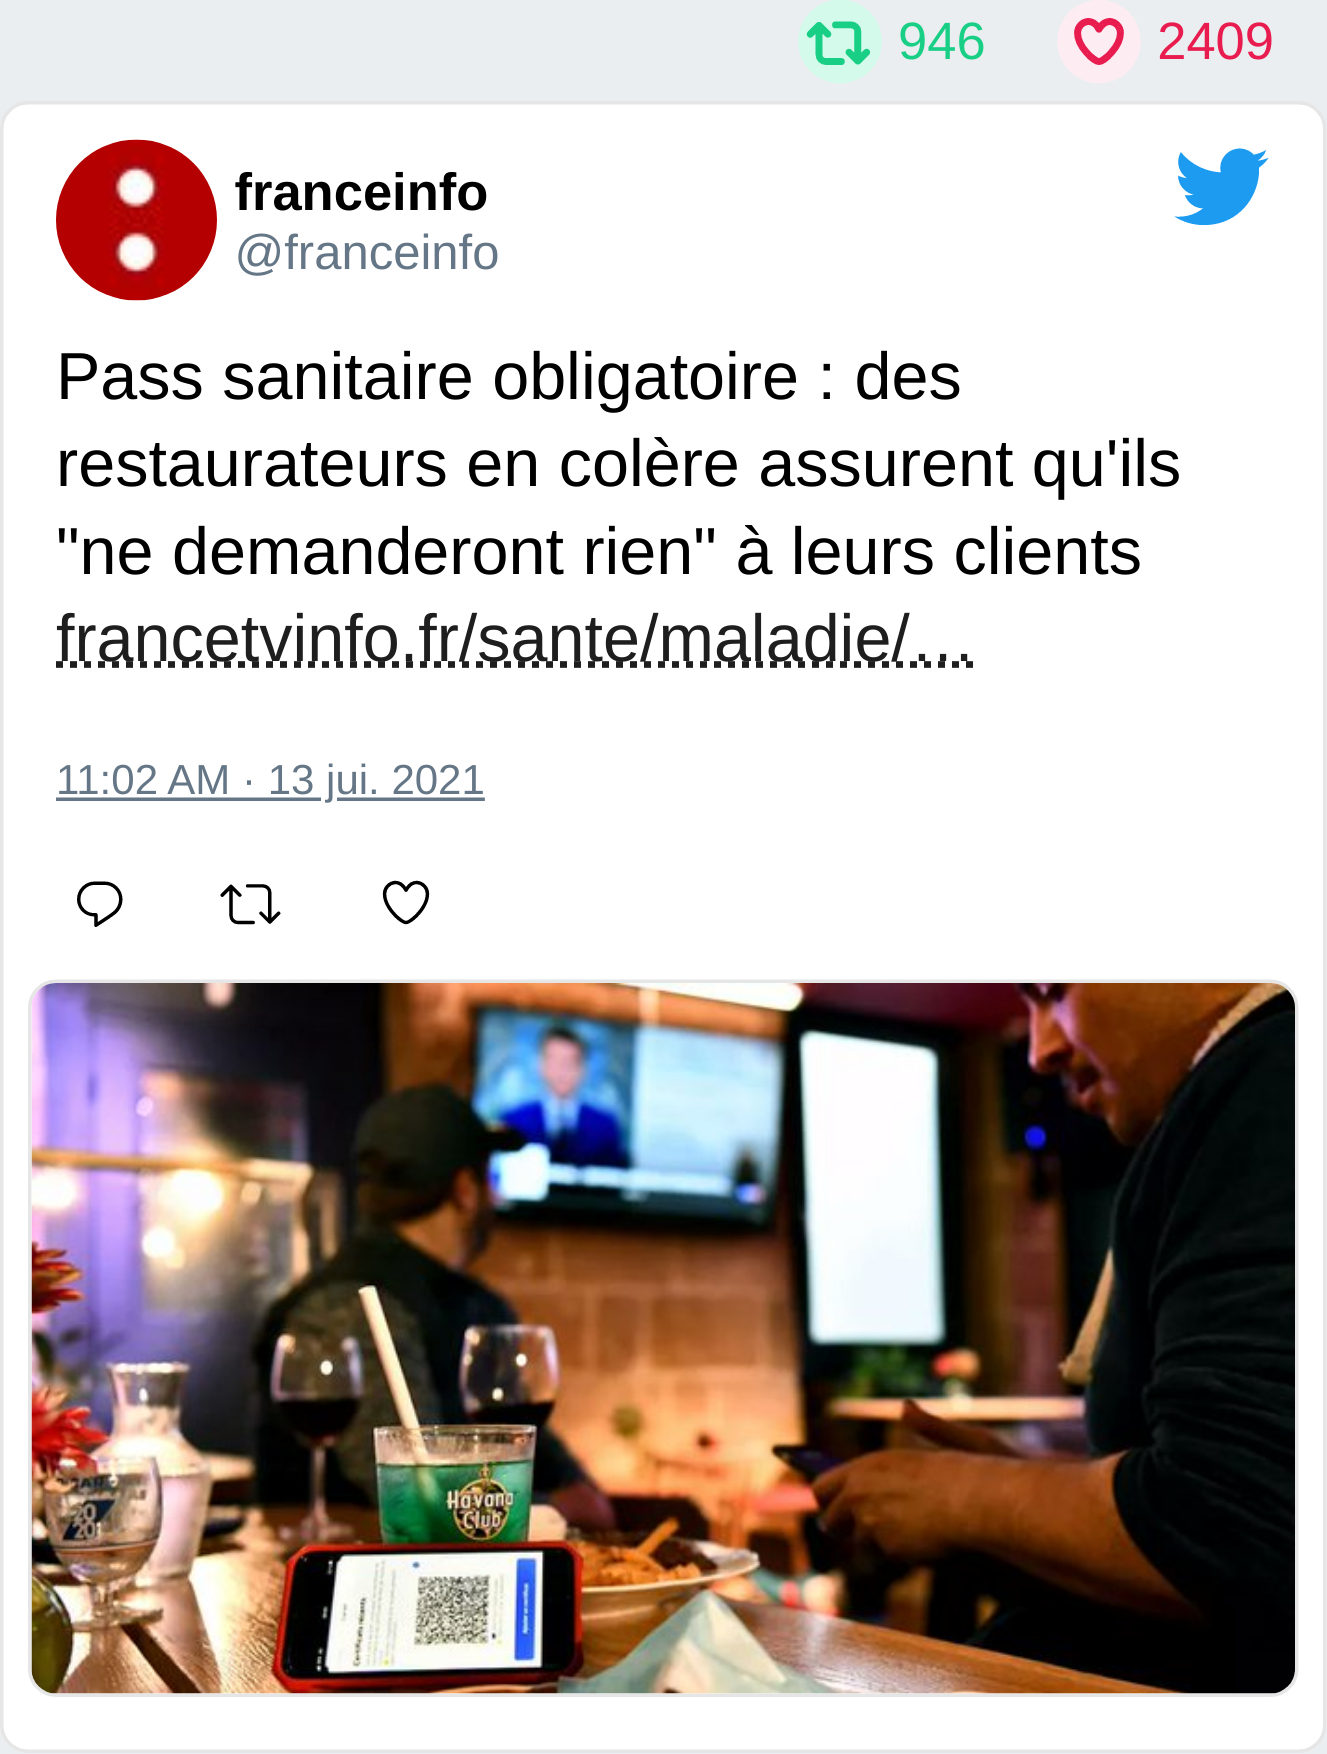 946 2409
franceinfo
@franceinfo
Pass sanitaire obligatoire : des
restaurateurs en colère assurent qu'ils
"ne demanderont rien" à leurs clients
francetvinfo.fr/sante/maladie/...
11:02 AM · 13 jui. 2021
Havana
Club